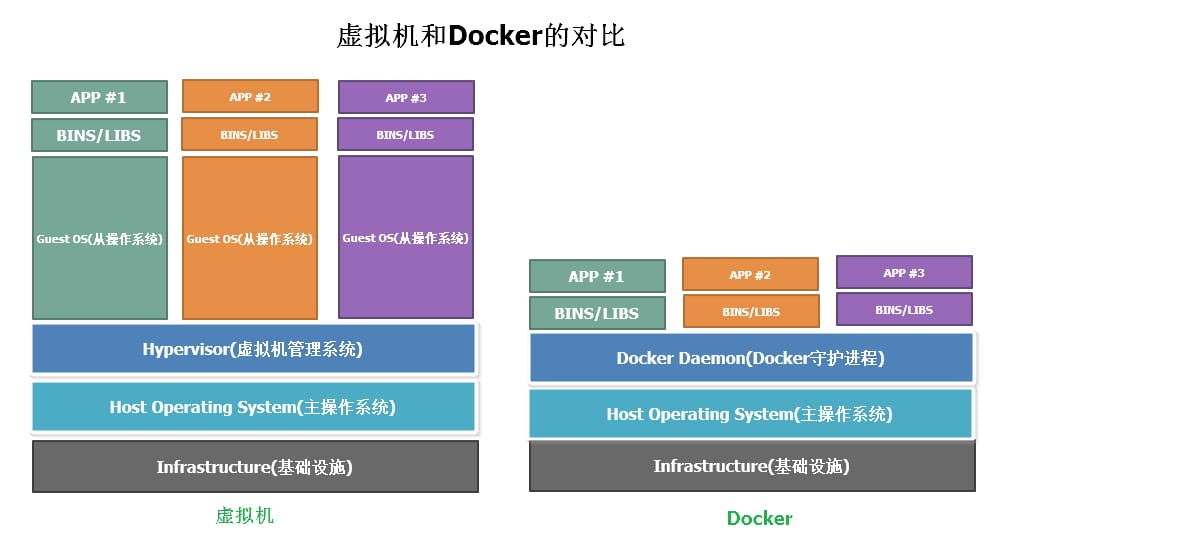 虚拟机和Docker的对比
APP #1
APP #2
APP #3
BINS/LIBS
BINS/LIBS
BINS/LIBS
Guest OS(从操作系统)
Guest OS(从操作系统)
Guest OS(从操作系统)
Hypervisor(虚拟机管理系统)
Host Operating System(主操作系统)
Infrastructure(基础设施)
虚拟机
APP #1
APP #2
APP #3
BINS/LIBS
BINS/LIBS
BINS/LIBS
Docker Daemon(Docker守护进程)
Host Operating System(主操作系统)
Infrastructure(基础设施)
Docker